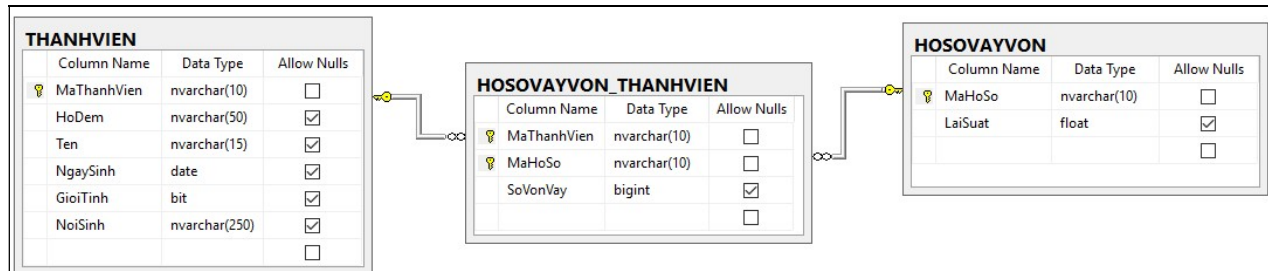 THANHVIEN
Column Name Data Type Allow Nulls
MaThanhVien nvarchar(10)
HoDem nvarchar(50)
Ten nvarchar(15)
NgaySinh date
GioiTinh bit
NoiSinh nvarchar(250)
HOSOVAYVON_THANHVIEN
Column Name Data Type Allow Nulls
MaThanhVien nvarchar(10)
MaHoSo nvarchar(10)
SoVonVay bigint
HOSOVAYVON
Column Name Data Type Allow Nulls
MaHoSo nvarchar(10)
LaiSuat float